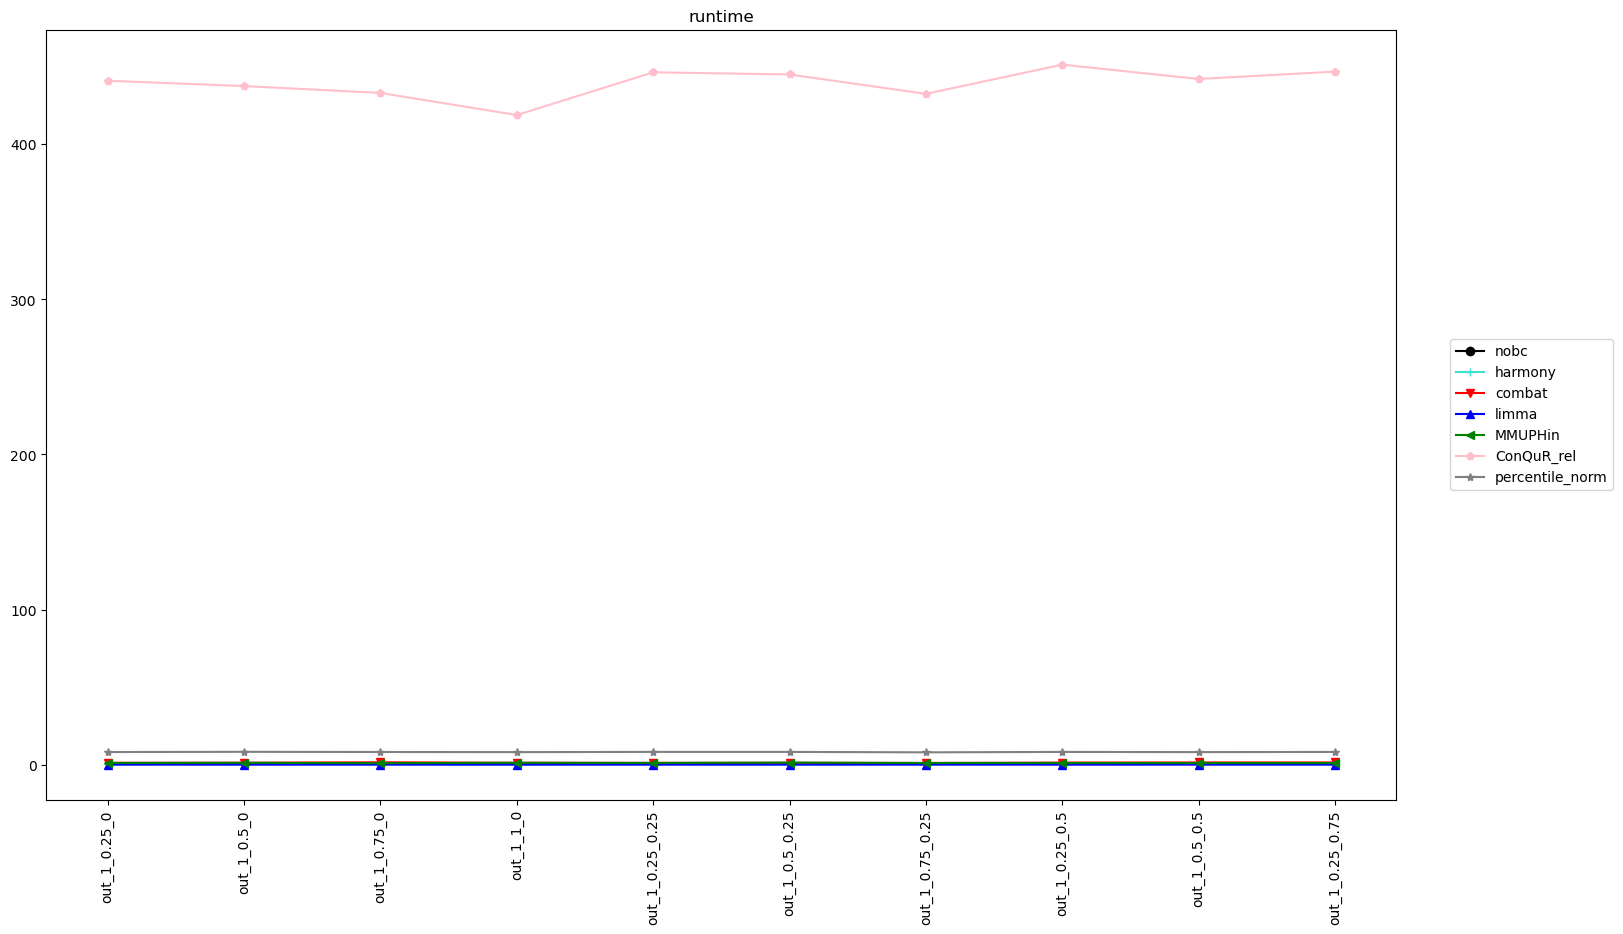 runtime
400
300
200
100
0
out_1_0.25_0
out_1_0.5_0
out_1_0.75_0
out_1_1_0
out_1_0.25_0.25
out_1_0.5_0.25
out_1_0.75_0.25
out_1_0.25_0.5
out_1_0.5_0.5
out_1_0.25_0.75
nobc
harmony
combat
limma
MMUPHin
ConQuR_rel
percentile_norm